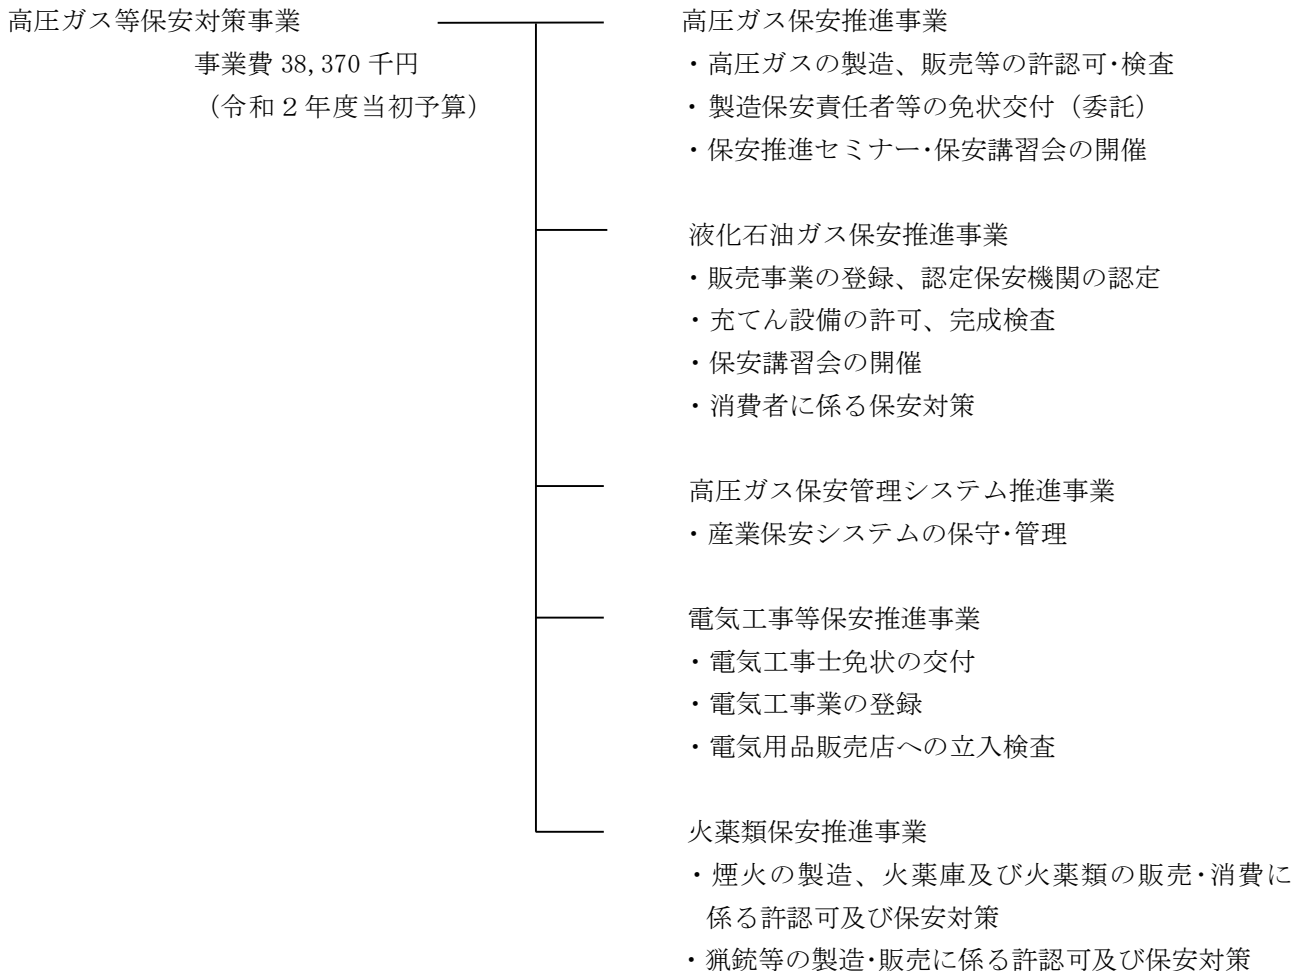 高圧ガス等保安対策事業
事業費 38,370 千円
（令和２年度当初予算）
高圧ガス保安推進事業
・高圧ガスの製造、販売等の許認可･検査
・製造保安責任者等の免状交付（委託）
・保安推進セミナー･保安講習会の開催
液化石油ガス保安推進事業
・販売事業の登録、認定保安機関の認定
・充てん設備の許可、完成検査
・保安講習会の開催
・消費者に係る保安対策
高圧ガス保安管理システム推進事業
・産業保安システムの保守･管理
電気工事等保安推進事業
・電気工事士免状の交付
・電気工事業の登録
・電気用品販売店への立入検査
火薬類保安推進事業
・煙火の製造、火薬庫及び火薬類の販売･消費に
係る許認可及び保安対策
・猟銃等の製造･販売に係る許認可及び保安対策